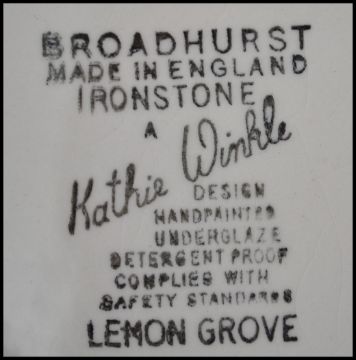 BROADHURST
MADE IN ENGLAND
IRONSTONE
A
Kathie Winkle
DESIGN
HANDPAINTED
UNDERGLAZE
DETERGENT PROOF
COMPLIES WITH
SAFETY STANDARDS
LEMON GROVE